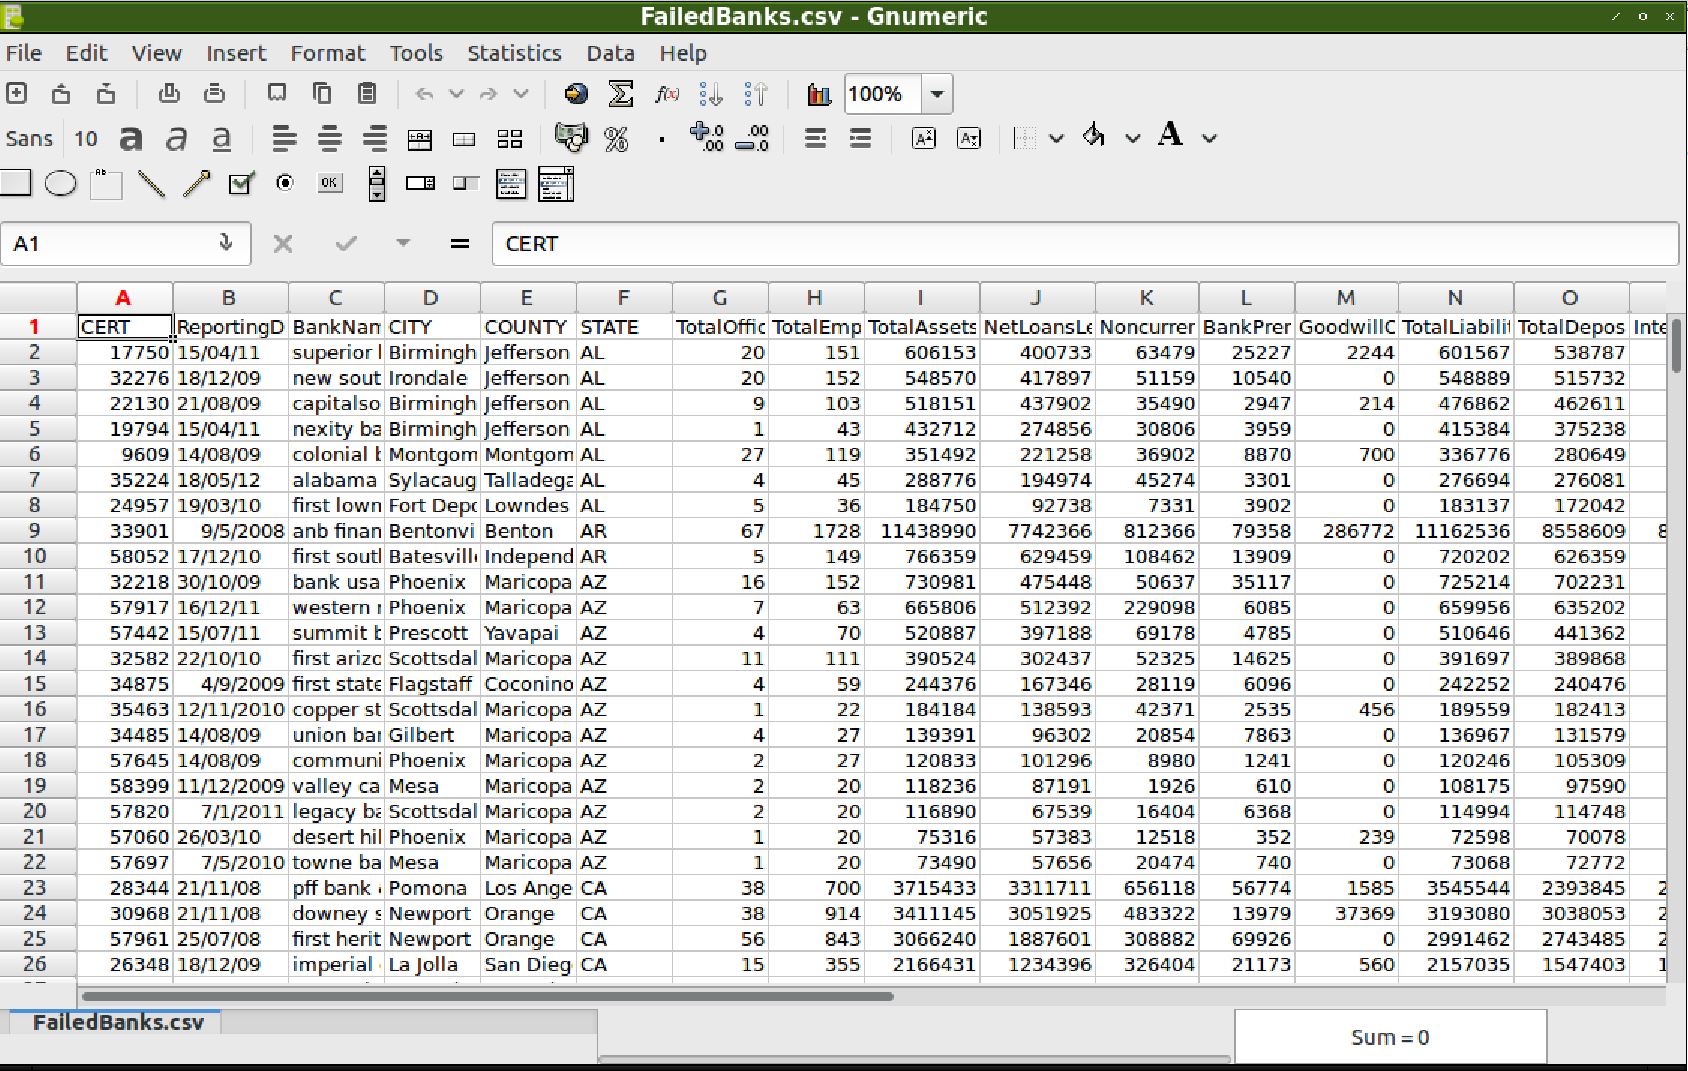 FailedBanks.csv - Gnumeric
File Edit View Insert Format Tools Statistics Data Help
f(x) 100%
Sans 10 a a a % +.0 .00 .00 .0 A A A
Ab OK
A1 = CERT
A B C D E F G H I J K L M N O
1 CERT ReportingD BankNam CITY COUNTY STATE TotalOffic TotalEmp TotalAssets NetLoansLe Noncurrer BankPrer GoodwillC TotalLiabilit TotalDepos Inte
2 17750 15/04/11 superior l Birmingh Jefferson AL 20 151 606153 400733 63479 25227 2244 601567 538787
3 32276 18/12/09 new sout Irondale Jefferson AL 20 152 548570 417897 51159 10540 0 548889 515732
4 22130 21/08/09 capitalso Birmingh Jefferson AL 9 103 518151 437902 35490 2947 214 476862 462611
5 19794 15/04/11 nexity ba Birmingh Jefferson AL 1 43 432712 274856 30806 3959 0 415384 375238
6 9609 14/08/09 colonial b Montgom Montgom AL 27 119 351492 221258 36902 8870 700 336776 280649
7 35224 18/05/12 alabama Sylacaug Talladega AL 4 45 288776 194974 45274 3301 0 276694 276081
8 24957 19/03/10 first lown Fort Depo Lowndes AL 5 36 184750 92738 7331 3902 0 183137 172042
9 33901 9/5/2008 anb finan Bentonvi Benton AR 67 1728 11438990 7742366 812366 79358 286772 11162536 8558609 8
10 58052 17/12/10 first soutl Batesville Independ AR 5 149 766359 629459 108462 13909 0 720202 626359
11 32218 30/10/09 bank usa Phoenix Maricopa AZ 16 152 730981 475448 50637 35117 0 725214 702231
12 57917 16/12/11 western r Phoenix Maricopa AZ 7 63 665806 512392 229098 6085 0 659956 635202
13 57442 15/07/11 summit b Prescott Yavapai AZ 4 70 520887 397188 69178 4785 0 510646 441362
14 32582 22/10/10 first arizo Scottsdal Maricopa AZ 11 111 390524 302437 52325 14625 0 391697 389868
15 34875 4/9/2009 first state Flagstaff Coconino AZ 4 59 244376 167346 28119 6096 0 242252 240476
16 35463 12/11/2010 copper st Scottsdal Maricopa AZ 1 22 184184 138593 42371 2535 456 189559 182413
17 34485 14/08/09 union bar Gilbert Maricopa AZ 4 27 139391 96302 20854 7863 0 136967 131579
18 57645 14/08/09 communi Phoenix Maricopa AZ 2 27 120833 101296 8980 1241 0 120246 105309
19 58399 11/12/2009 valley ca Mesa Maricopa AZ 2 20 118236 87191 1926 610 0 108175 97590
20 57820 7/1/2011 legacy ba Scottsdal Maricopa AZ 2 20 116890 67539 16404 6368 0 114994 114748
21 57060 26/03/10 desert hil Phoenix Maricopa AZ 1 20 75316 57383 12518 352 239 72598 70078
22 57697 7/5/2010 towne ba Mesa Maricopa AZ 1 20 73490 57656 20474 740 0 73068 72772
23 28344 21/11/08 pff bank Pomona Los Ange CA 38 700 3715433 3311711 656118 56774 1585 3545544 2393845 2
24 30968 21/11/08 downey s Newport Orange CA 38 914 3411145 3051925 483322 13979 37369 3193080 3038053 2
25 57961 25/07/08 first herit Newport Orange CA 56 843 3066240 1887601 308882 69926 0 2991462 2743485 2
26 26348 18/12/09 imperial La Jolla San Dieg CA 15 355 2166431 1234396 326404 21173 560 2157035 1547403 1
FailedBanks.csv
Sum = 0